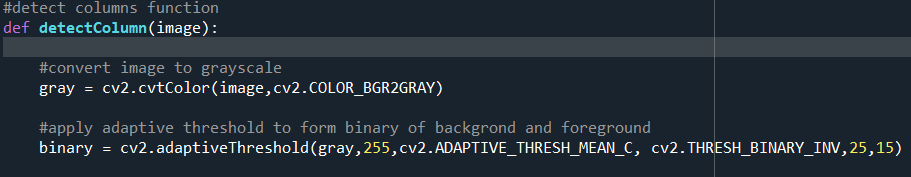 #detect columns function
def detectColumn(image):
#convert image to grayscale
gray = cv2.cvtColor(image,cv2.COLOR_BGR2GRAY)
#apply adaptive threshold to form binary of backgrond and foreground
binary = cv2.adaptiveThreshold(gray,255,cv2.ADAPTIVE_THRESH_MEAN_C, cv2.THRESH_BINARY_INV,25,15)